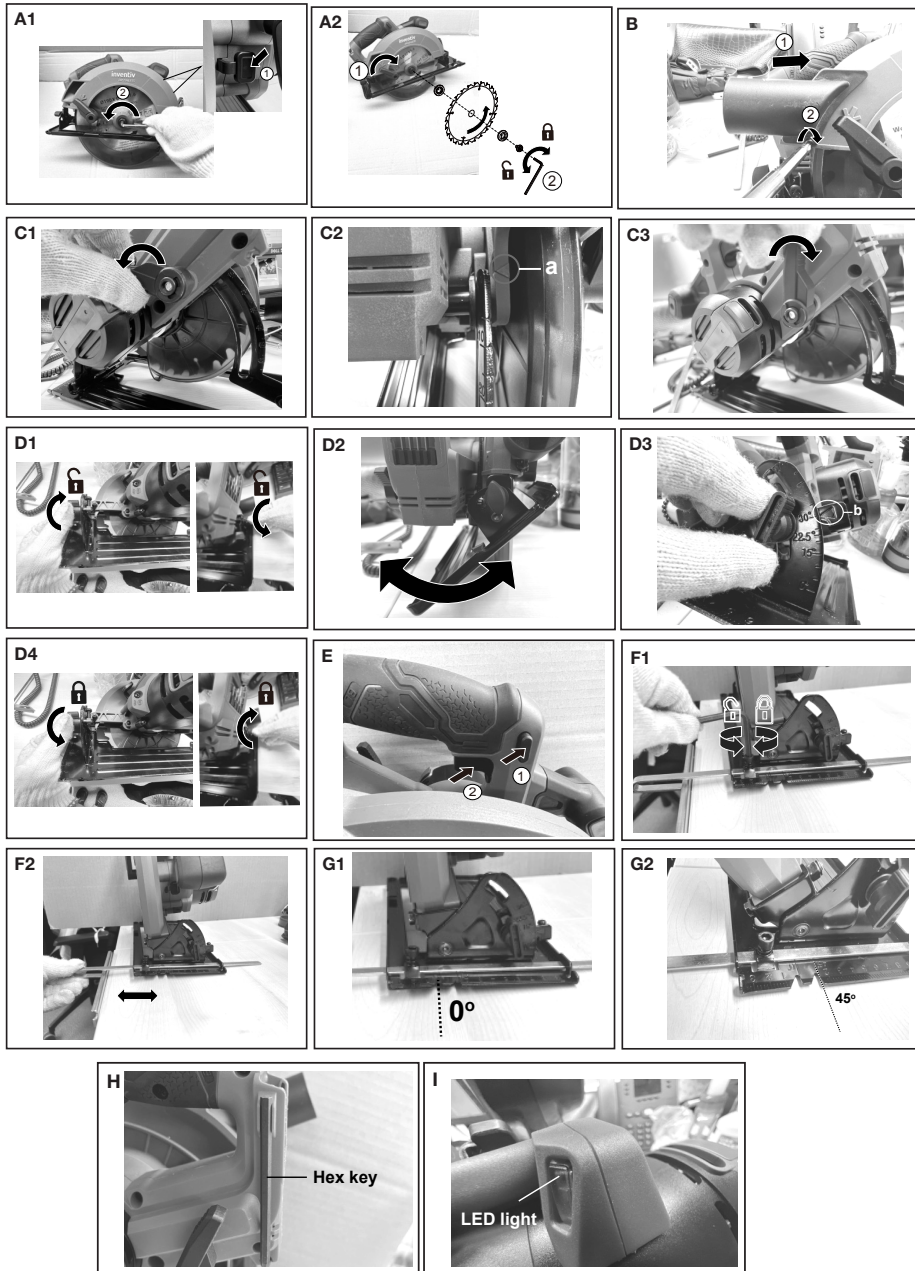 A1
inventiv
1
2
A2
inventiv
1
2
B
1
2
C1
C2
a
C3
D1
D2
D3
30°
22.5°
15°
b
D4
E
1
2
F1
F2
G1
0°
G2
45°
H
Hex key
I
LED light